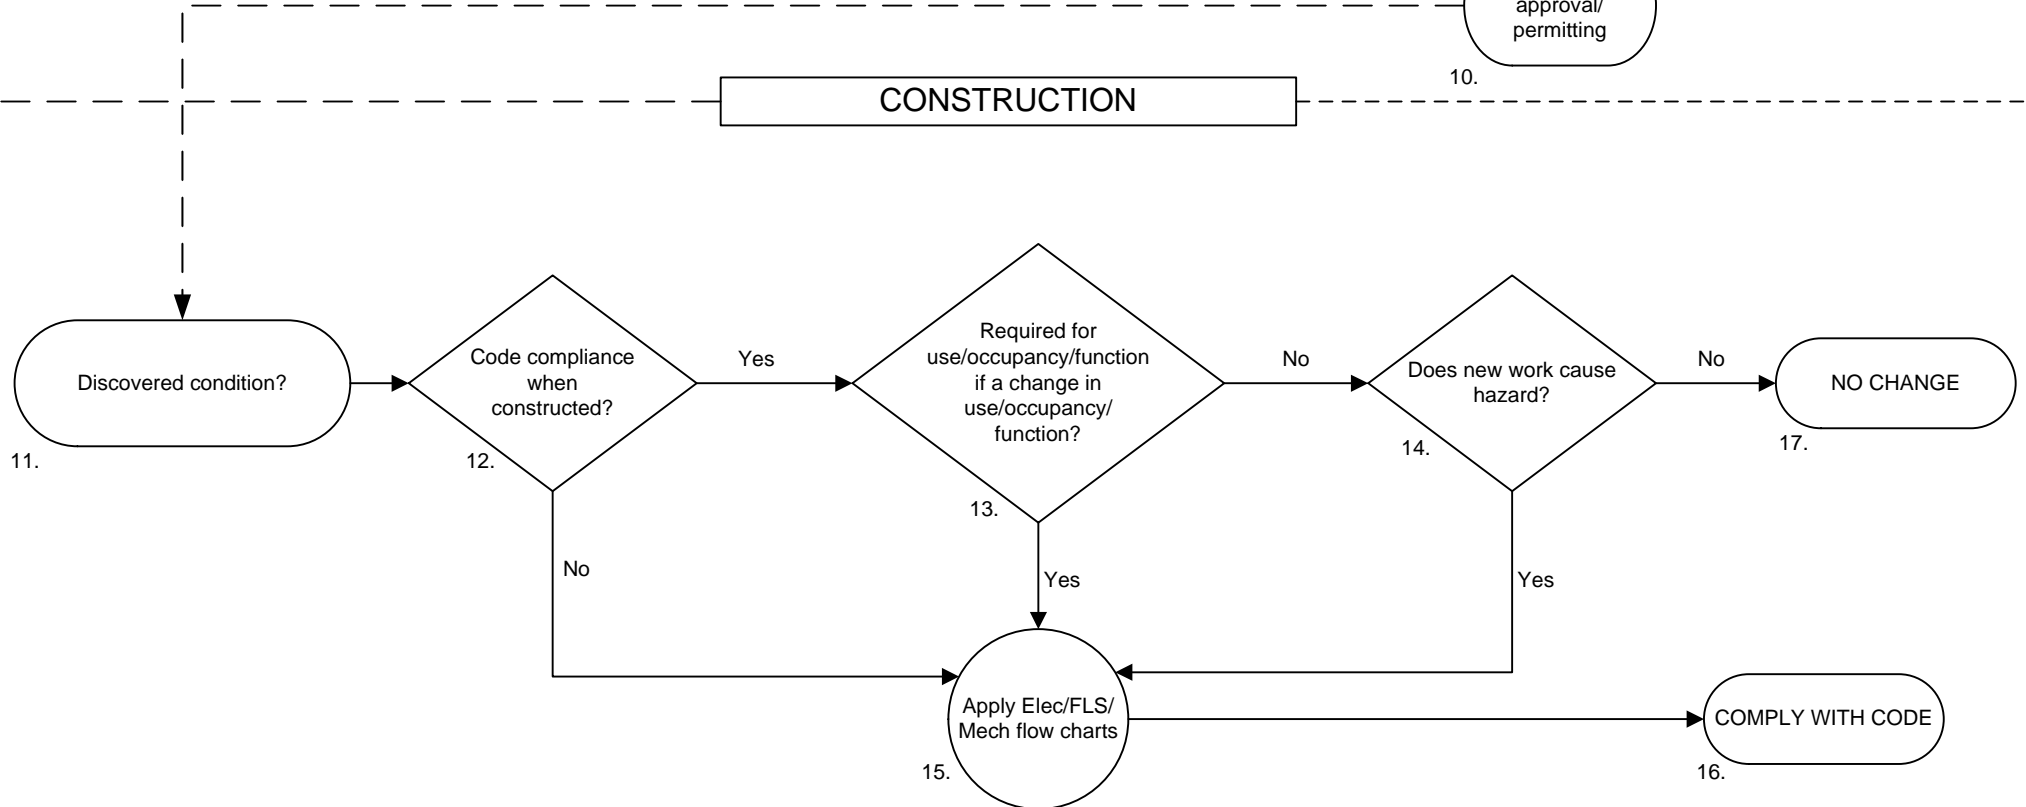 approval/
permitting
10.
CONSTRUCTION
Discovered condition?
11.
Code compliance
when
constructed?
12.
Yes
No
Required for
use/occupancy/function
if a change in
use/occupancy/
function?
13.
No
Yes
Does new work cause
hazard?
14.
No
Yes
NO CHANGE
17.
Apply Elec/FLS/
Mech flow charts
15.
COMPLY WITH CODE
16.